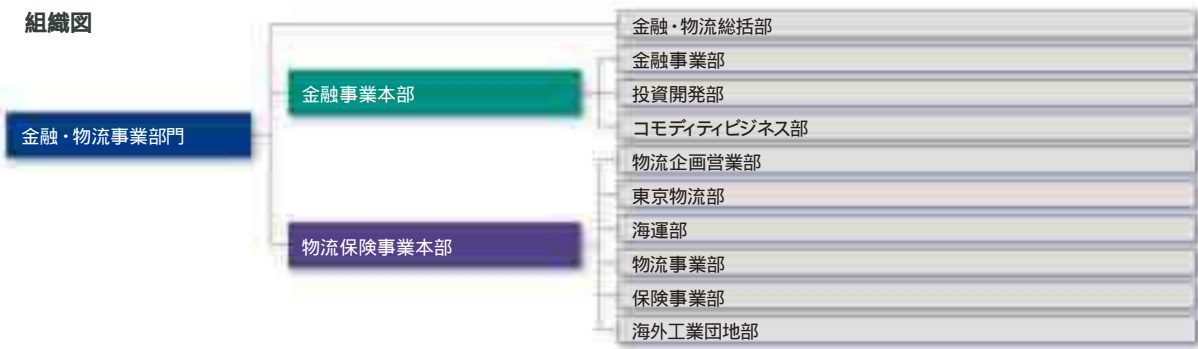 組織図
金融・物流事業部門
金融・物流総括部
金融事業本部
金融事業部
投資開発部
コモディティビジネス部
物流保険事業本部
物流企画営業部
東京物流部
海運部
物流事業部
保険事業部
海外工業団地部